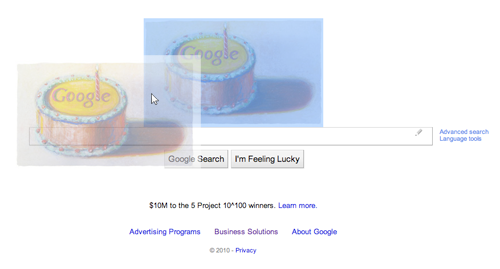 Google
Google
Advanced search
Language tools
Google Search
I'm Feeling Lucky
$10M to the 5 Project 10^100 winners. Learn more.
Advertising Programs
Business Solutions
About Google
© 2010 - Privacy